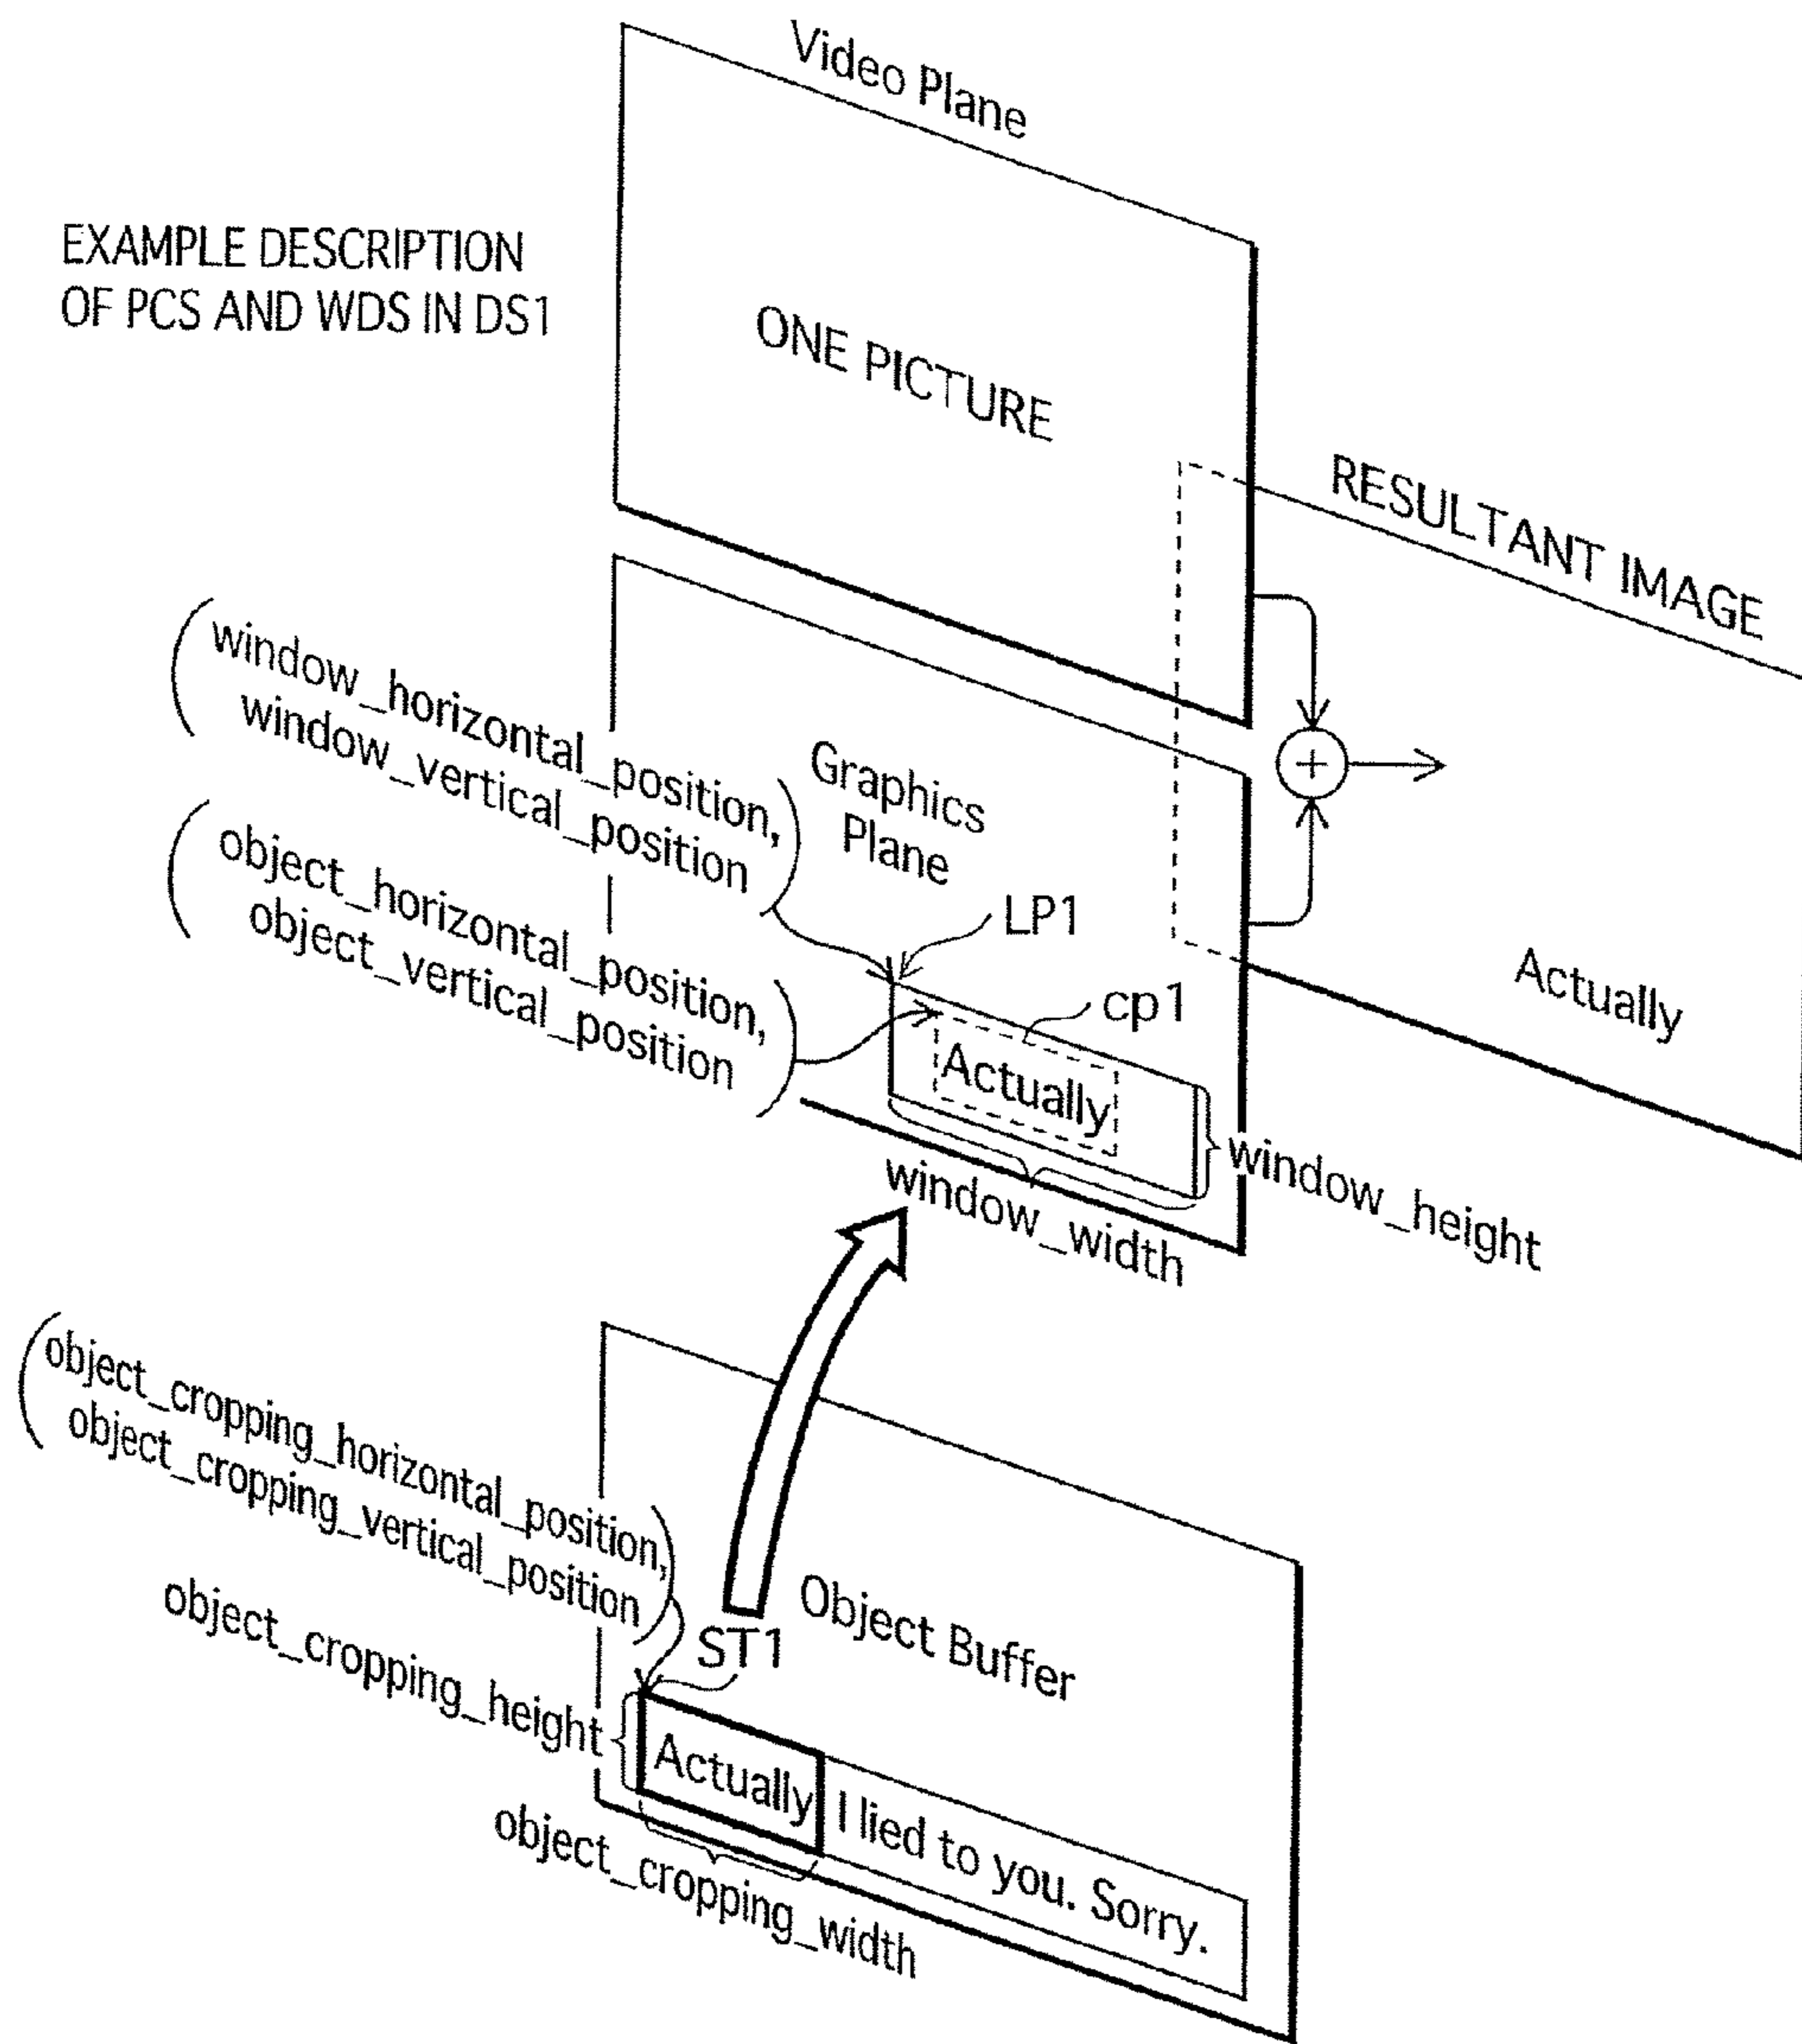 Video Plane
EXAMPLE DESCRIPTION
OF PCS AND WDS IN DS1
ONE PICTURE
RESULTANT IMAGE
(window_horizontal_position,
window_vertical_position)
Graphics
Plane
(object_horizontal_position,
object_vertical_position)
LP1
cp1
Actually
Actually
window_height
window_width
(object_cropping_horizontal_position,
object_cropping_vertical_position)
Object Buffer
ST1
object_cropping_height
Actually I lied to you. Sorry.
object_cropping_width